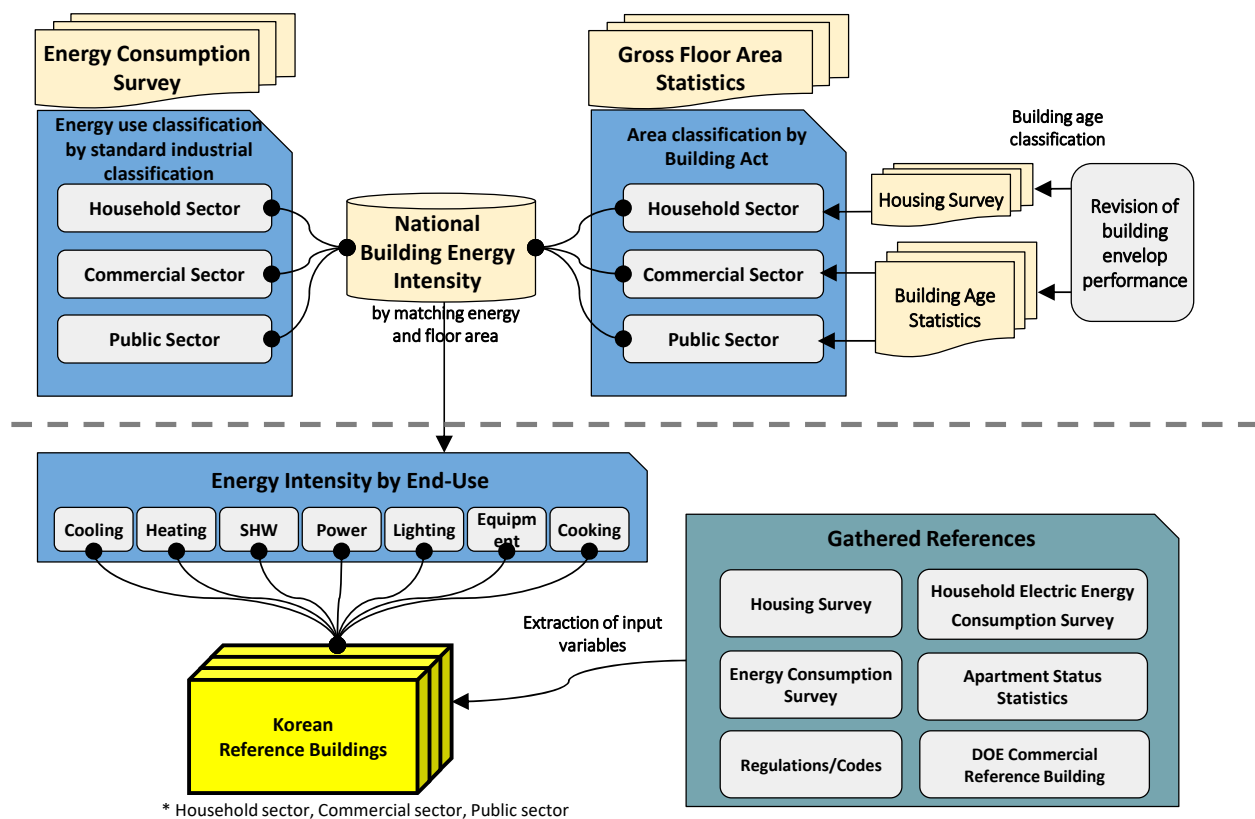 Energy Consumption
Survey
Energy use classification
by standard industrial
classification
Household Sector
Commercial Sector
Public Sector
National
Building Energy
Intensity
by matching energy
and floor area
Gross Floor Area
Statistics
Area classification by
Building Act
Household Sector
Commercial Sector
Public Sector
Building age
classification
Housing Survey
Building Age
Statistics
Revision of
building
envelop
performance
Energy Intensity by End-Use
Cooling
Heating
SHW
Power
Lighting
Equipm
ent
Cooking
Korean
Reference Buildings
* Household sector, Commercial sector, Public sector
Extraction of input
variables
Gathered References
Housing Survey
Household Electric Energy
Consumption Survey
Energy Consumption
Survey
Apartment Status
Statistics
Regulations/Codes
DOE Commercial
Reference Building